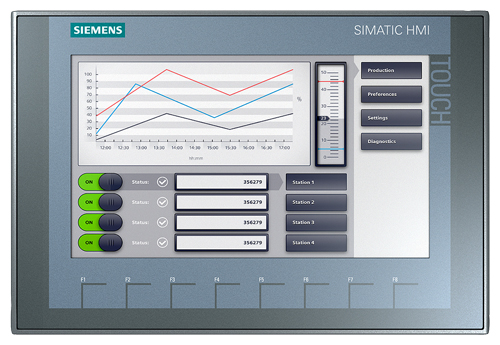 SIEMENS
SIMATIC HMI
TOUCH
100
90
80
70
60
50
40
30
20
10
%
12:00 12:30 13:00 13:30 14:00 14:30 15:00 15:30 16:00 16:30 17:00
50
40
30
23
20
10
0
Production
Preferences
Settings
Diagnostics
ON Status: 356279 Station 1
ON Status: 356279 Station 2
ON Status: 356279 Station 3
ON Status: 356279 Station 4
F1 F2 F3 F4 F5 F6 F7 F8